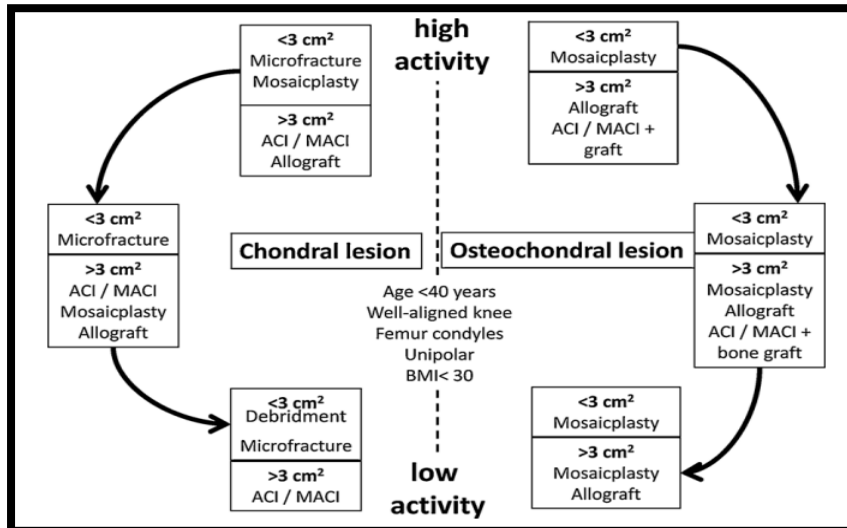 high
activity
<3 cm²
Microfracture
Mosaicplasty
>3 cm²
ACI / MACI
Allograft
<3 cm²
Mosaicplasty
>3 cm²
Allograft
ACI / MACI +
graft
<3 cm²
Microfracture
>3 cm²
ACI / MACI
Mosaicplasty
Allograft
Chondral lesion
Osteochondral lesion
<3 cm²
Mosaicplasty
>3 cm²
Mosaicplasty
Allograft
ACI / MACI +
bone graft
Age <40 years
Well-aligned knee
Femur condyles
Unipolar
BMI< 30
<3 cm²
Debridment
Microfracture
>3 cm²
ACI / MACI
<3 cm²
Mosaicplasty
>3 cm²
Mosaicplasty
Allograft
low
activity